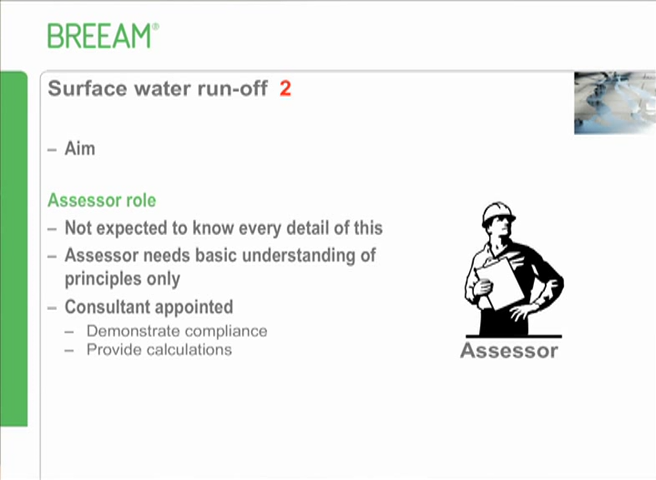 BREEAM®
Surface water run-off 2
– Aim
Assessor role
– Not expected to know every detail of this
– Assessor needs basic understanding of
principles only
– Consultant appointed
– Demonstrate compliance
– Provide calculations
Assessor